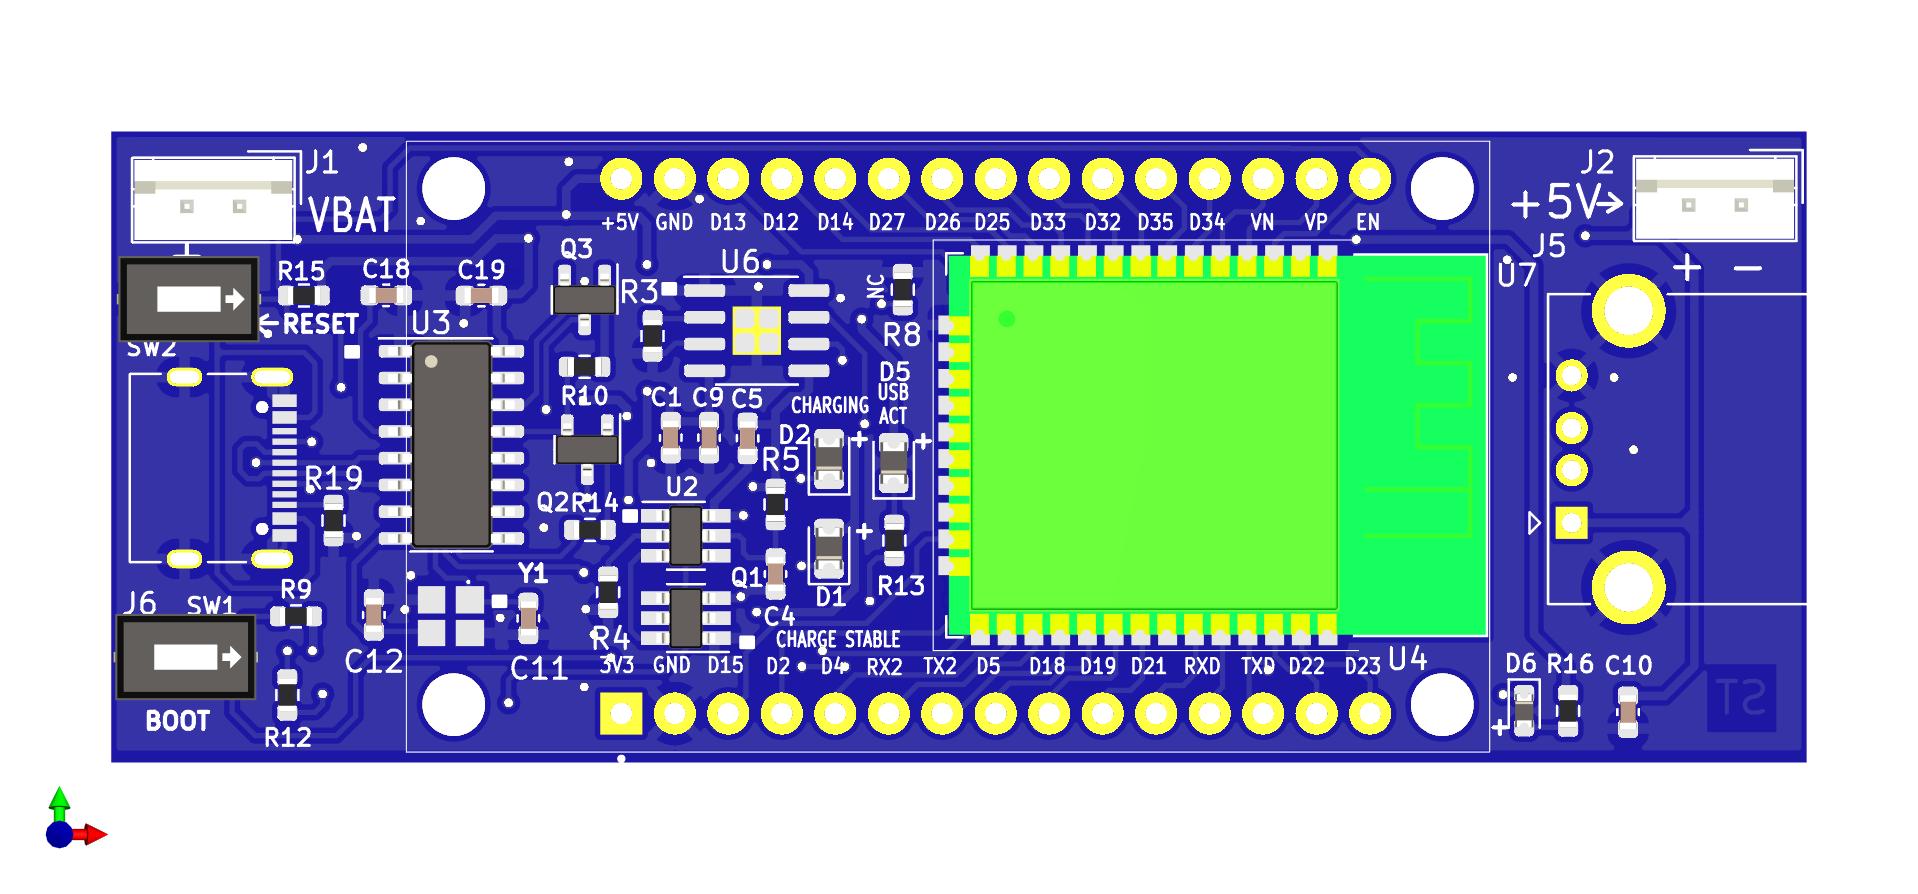 J1
VBAT
J2
+5V→
J5
+ −
U7
+5V GND D13 D12 D14 D27 D26 D25 D33 D32 D35 D34 VN VP EN
Q3
U6
R15
C18
C19
R3
NC
R8
←RESET
U3
SW2
D5
USB
ACT
R10
C1 C9 C5
CHARGING
D2
+
+
R5
R19
U2
Q2
R14
+
Y1
Q1
R13
D1
R9
J6
SW1
C4
R4
CHARGE STABLE
C12
C11
3V3 GND D15 D2 D4 RX2 TX2 D5 D18 D19 D21 RXD TXD D22 D23
U4
D6 R16 C10
BOOT
R12
+
ST